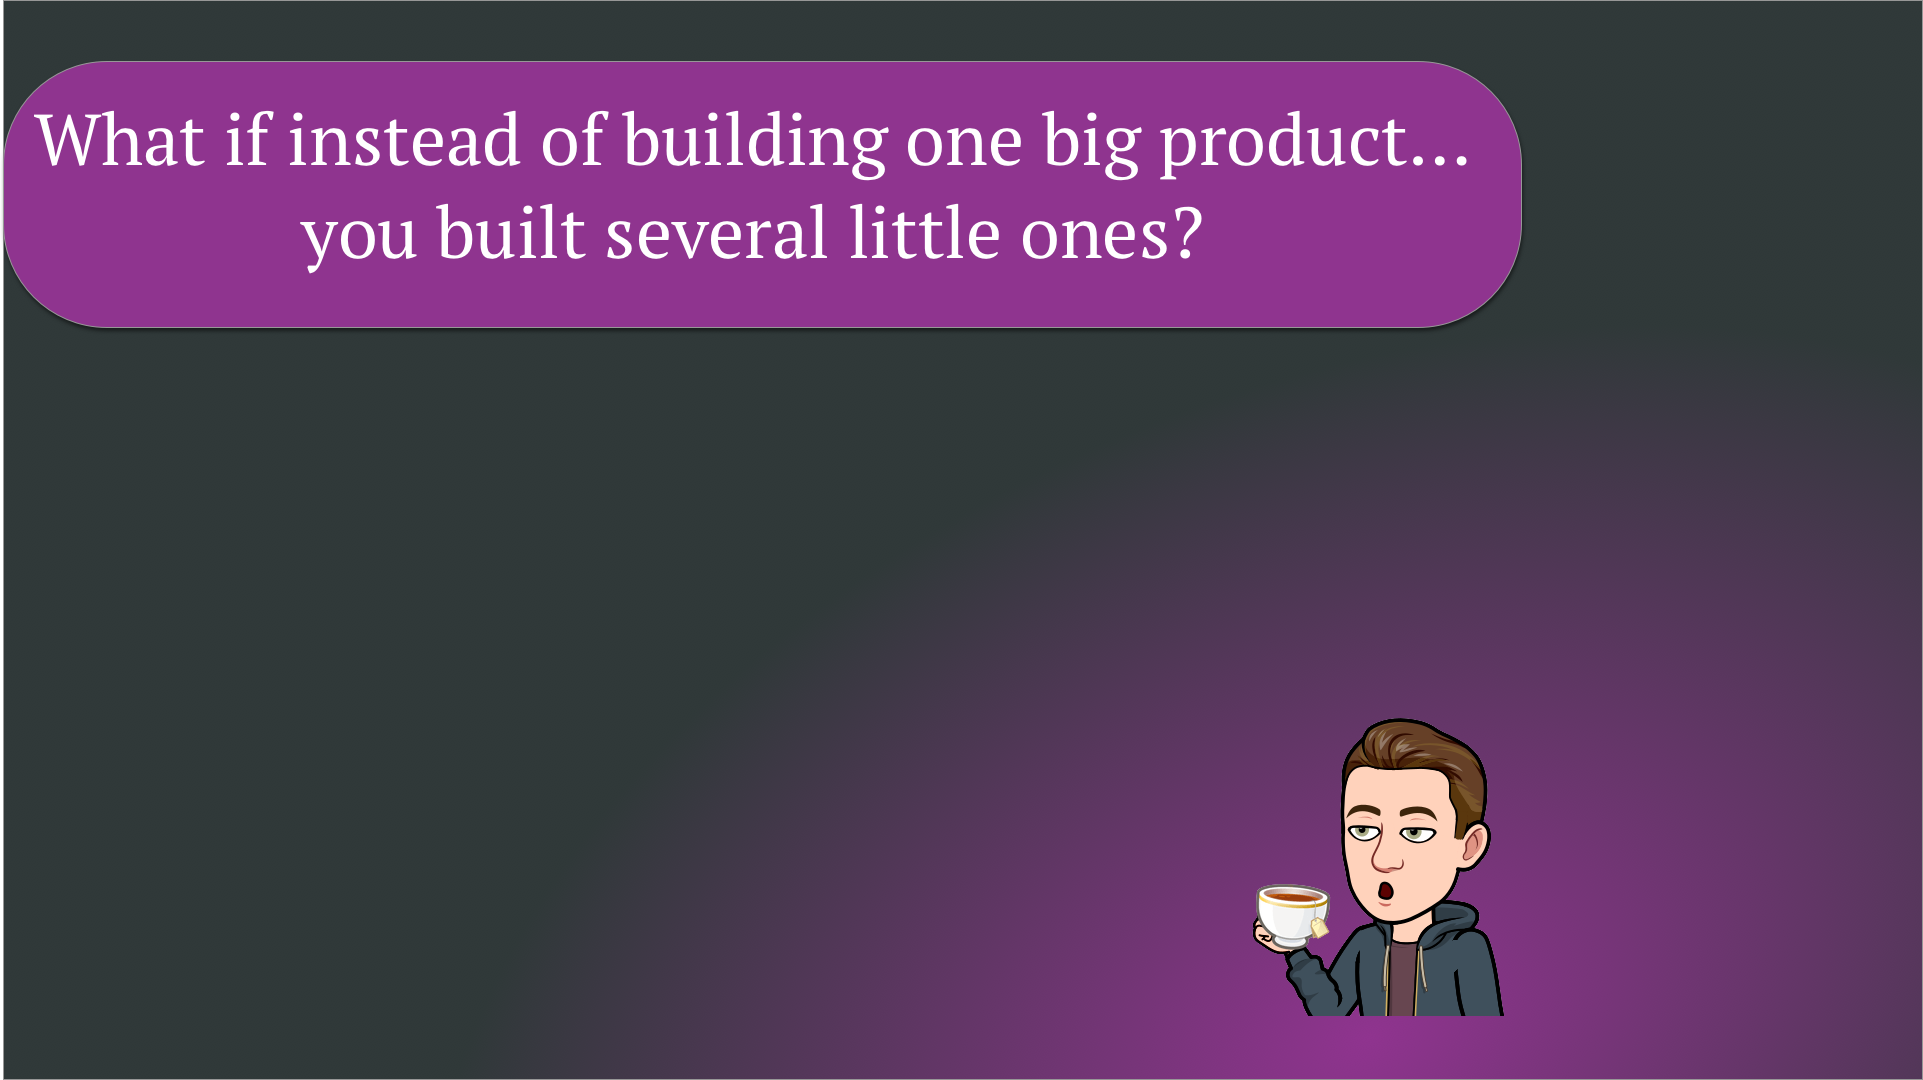 What if instead of building one big product...
you built several little ones?